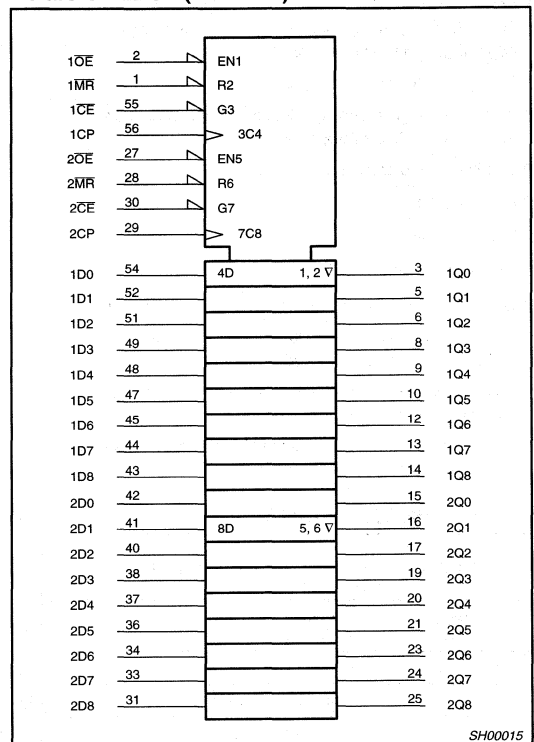 1OE 2 EN1
1MR 1 R2
1CE 55 G3
1CP 56 3C4
2OE 27 EN5
2MR 28 R6
2CE 30 G7
2CP 29 7C8
1D0 54 4D 1, 2 ∇ 3 1Q0
1D1 52 5 1Q1
1D2 51 6 1Q2
1D3 49 8 1Q3
1D4 48 9 1Q4
1D5 47 10 1Q5
1D6 45 12 1Q6
1D7 44 13 1Q7
1D8 43 14 1Q8
2D0 42 15 2Q0
2D1 41 8D 5, 6 ∇ 16 2Q1
2D2 40 17 2Q2
2D3 38 19 2Q3
2D4 37 20 2Q4
2D5 36 21 2Q5
2D6 34 23 2Q6
2D7 33 24 2Q7
2D8 31 25 2Q8
SH00015